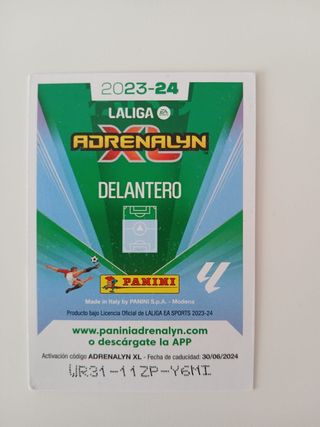 2023-24
LALIGA EA SPORTS
ADRENALYN
XL
DELANTERO
PANINI
Made in Italy by PANINI S.p.A. - Modena
Producto bajo Licencia Oficial de LALIGA EA SPORTS 2023-24
www.paniniadrenalyn.com
o descárgate la APP
Activación código ADRENALYN XL - Fecha de caducidad: 30/06/2024
WR31-11ZP-Y6MI